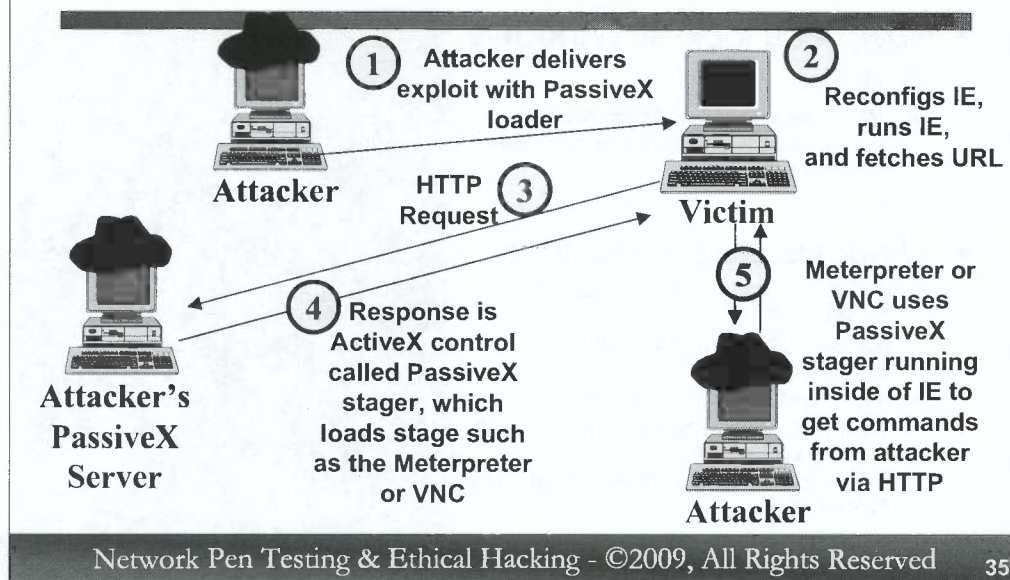 1
Attacker delivers
exploit with PassiveX
loader
2
Reconfigs IE,
runs IE,
and fetches URL
Attacker
HTTP
Request
3
Victim
4
Response is
ActiveX control
called PassiveX
stager, which
loads stage such
as the Meterpreter
or VNC
5
Meterpreter or
VNC uses
PassiveX
stager running
inside of IE to
get commands
from attacker
via HTTP
Attacker's
PassiveX
Server
Attacker
Network Pen Testing & Ethical Hacking - ©2009, All Rights Reserved
35